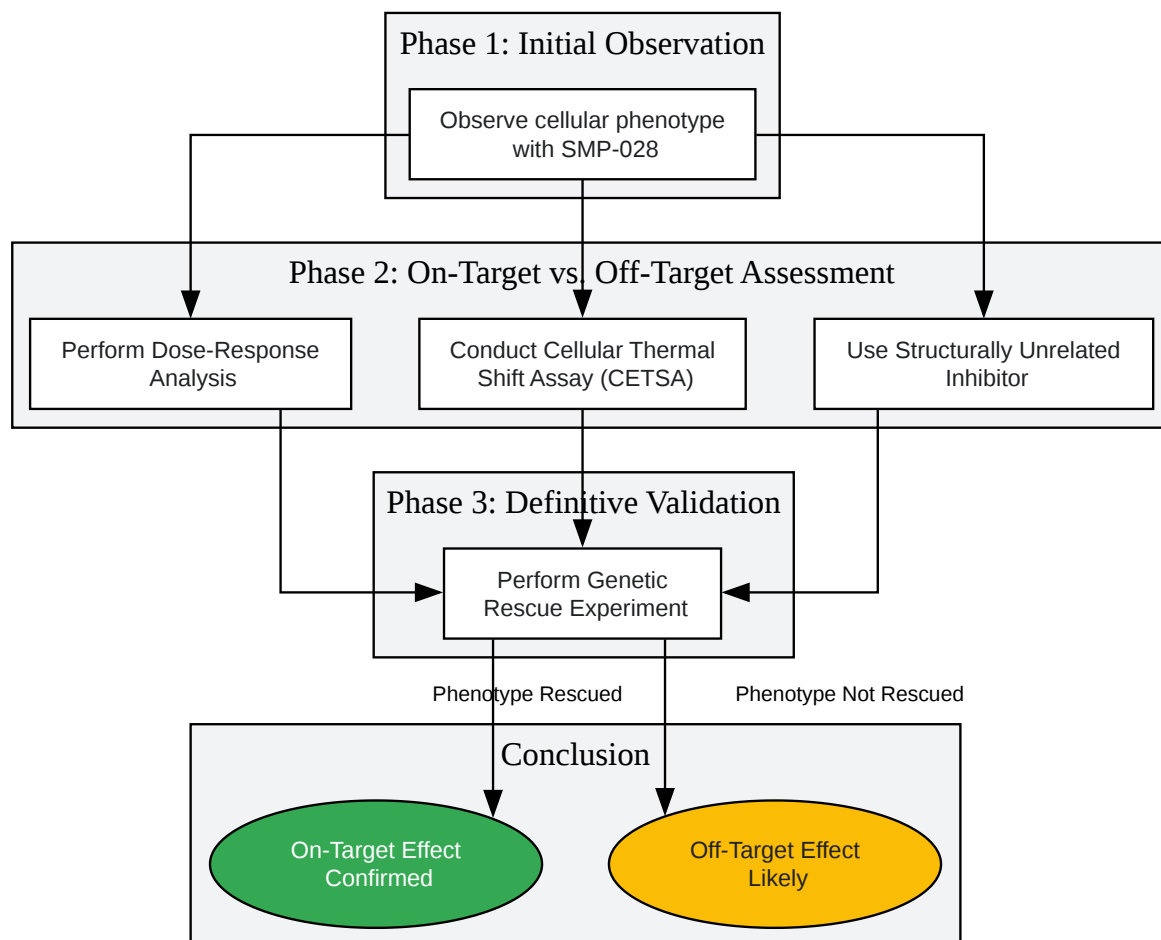 Phase 1: Initial Observation
Observe cellular phenotype
with SMP-028
Phase 2: On-Target vs. Off-Target Assessment
Perform Dose-Response
Analysis
Conduct Cellular Thermal
Shift Assay (CETSA)
Use Structurally Unrelated
Inhibitor
Phase 3: Definitive Validation
Perform Genetic
Rescue Experiment
Phenotype Rescued
Phenotype Not Rescued
Conclusion
On-Target Effect
Confirmed
Off-Target Effect
Likely